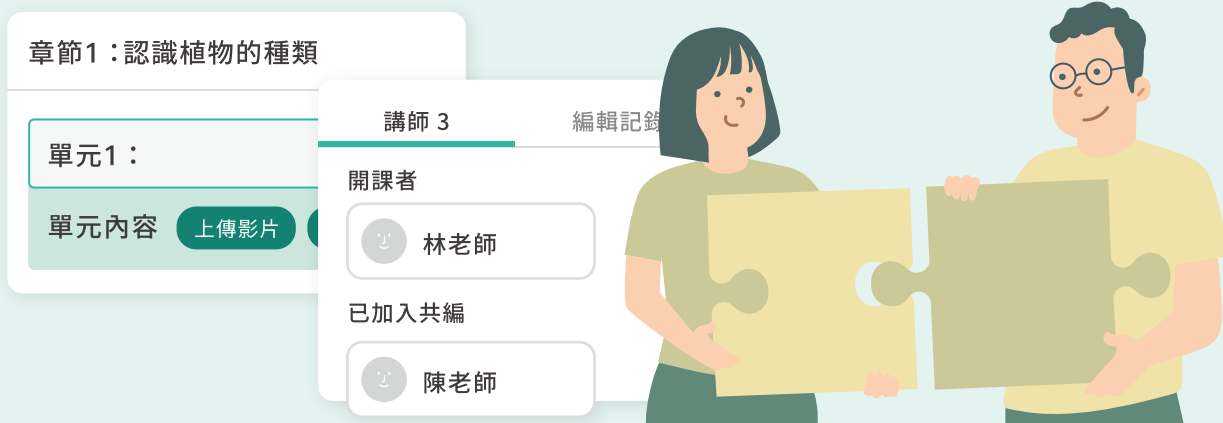 章節1：認識植物的種類
單元1：
單元內容 上傳影片
講師 3 編輯記錄
開課者
林老師
已加入共編
陳老師